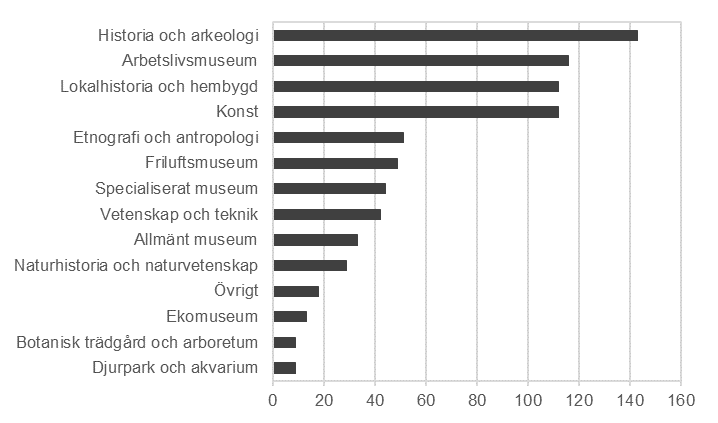 Historia och arkeologi
Arbetslivsmuseum
Lokalhistoria och hembygd
Konst
Etnografi och antropologi
Friluftsmuseum
Specialiserat museum
Vetenskap och teknik
Allmänt museum
Naturhistoria och naturvetenskap
Övrigt
Ekomuseum
Botanisk trädgård och arboretum
Djurpark och akvarium
0 20 40 60 80 100 120 140 160